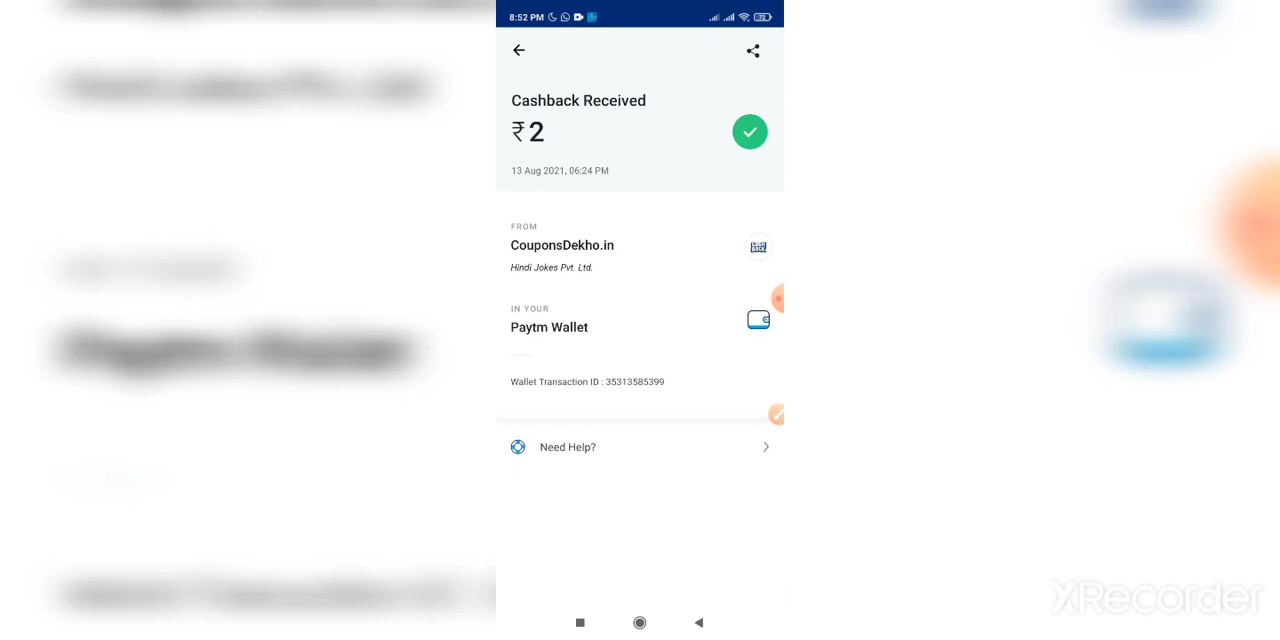 8:52 PM
72
Cashback Received
₹2
13 Aug 2021, 06:24 PM
FROM
CouponsDekho.in
Hindi Jokes Pvt. Ltd.
IN YOUR
Paytm Wallet
Wallet Transaction ID : 35313585399
Need Help?
XRecorder